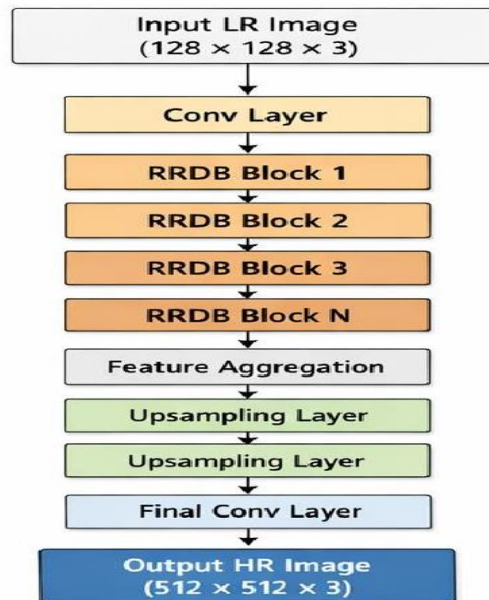 Input LR Image
(128 × 128 × 3)
Conv Layer
RRDB Block 1
RRDB Block 2
RRDB Block 3
RRDB Block N
Feature Aggregation
Upsampling Layer
Upsampling Layer
Final Conv Layer
Output HR Image
(512 × 512 × 3)